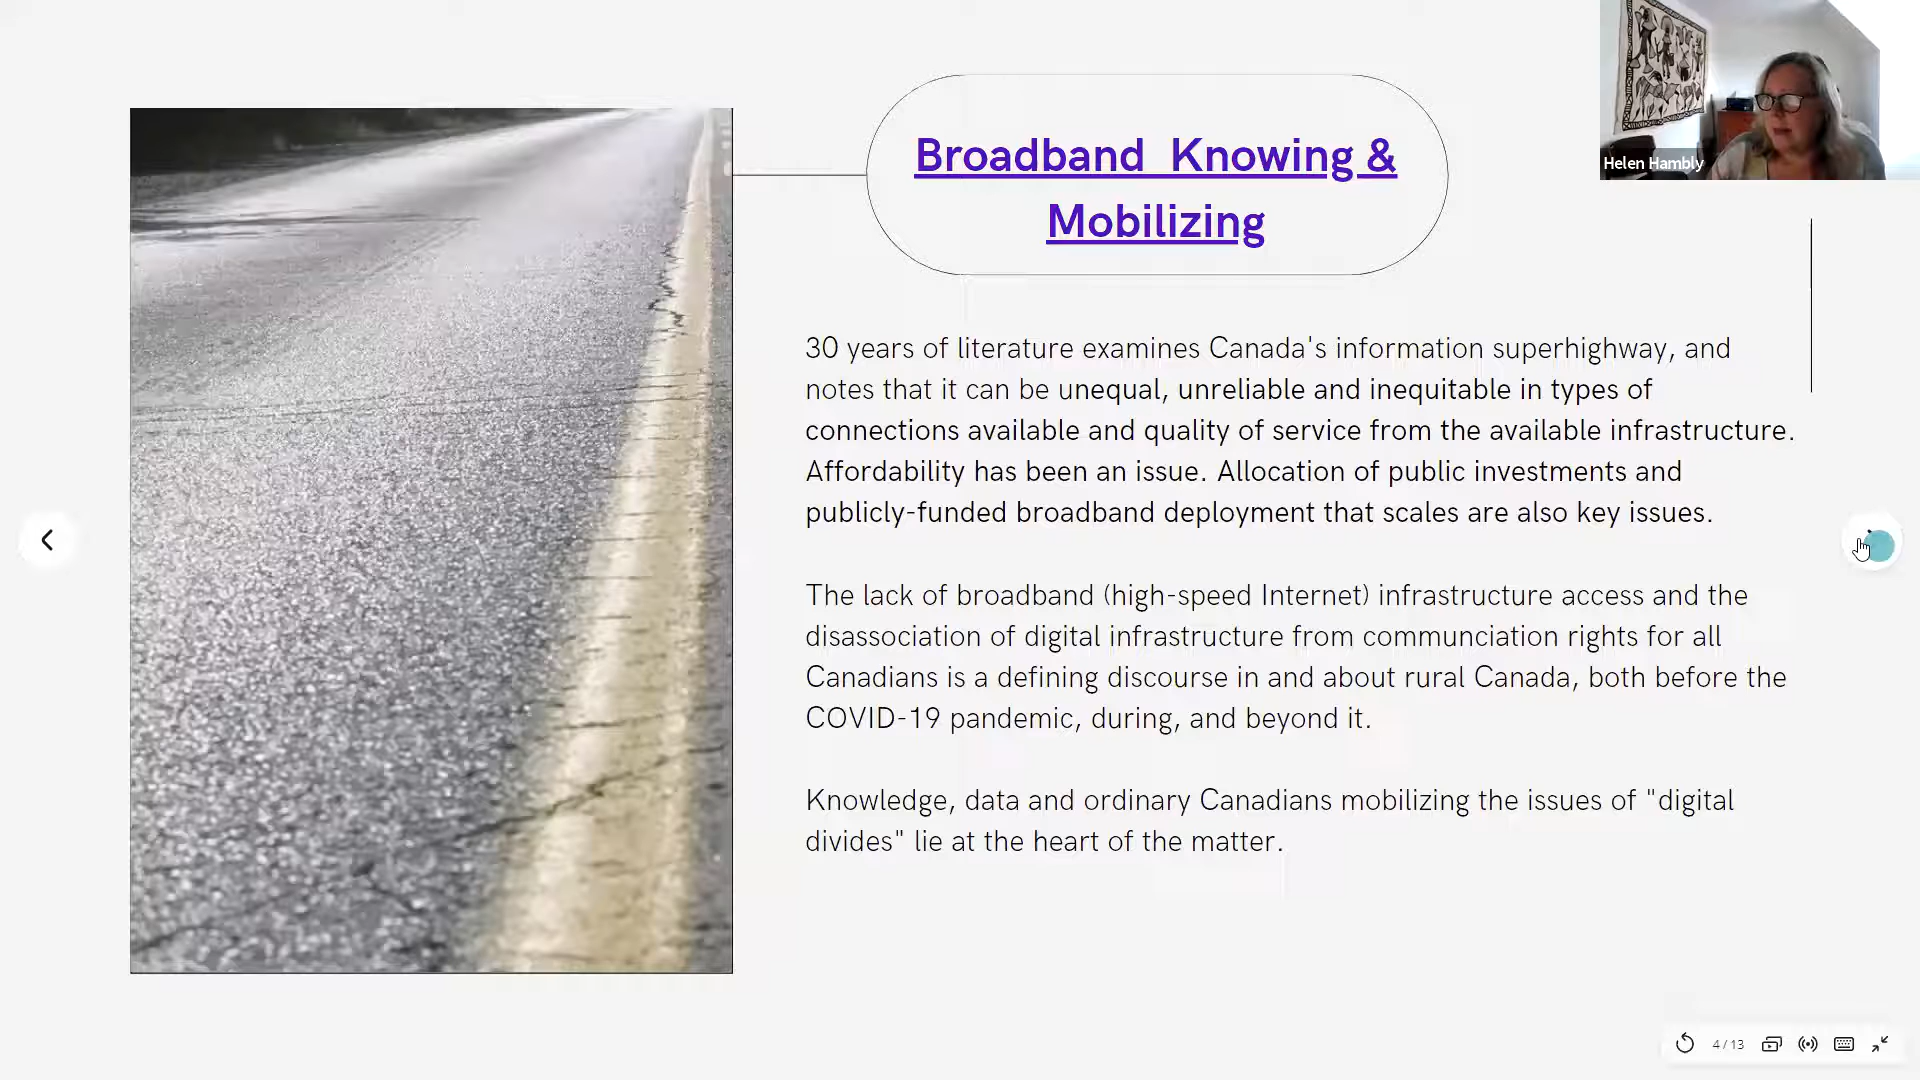 Broadband Knowing &
Mobilizing
Helen Hambly
30 years of literature examines Canada's information superhighway, and
notes that it can be unequal, unreliable and inequitable in types of
connections available and quality of service from the available infrastructure.
Affordability has been an issue. Allocation of public investments and
publicly-funded broadband deployment that scales are also key issues.
The lack of broadband (high-speed Internet) infrastructure access and the
disassociation of digital infrastructure from communciation rights for all
Canadians is a defining discourse in and about rural Canada, both before the
COVID-19 pandemic, during, and beyond it.
Knowledge, data and ordinary Canadians mobilizing the issues of "digital
divides" lie at the heart of the matter.
4 / 13